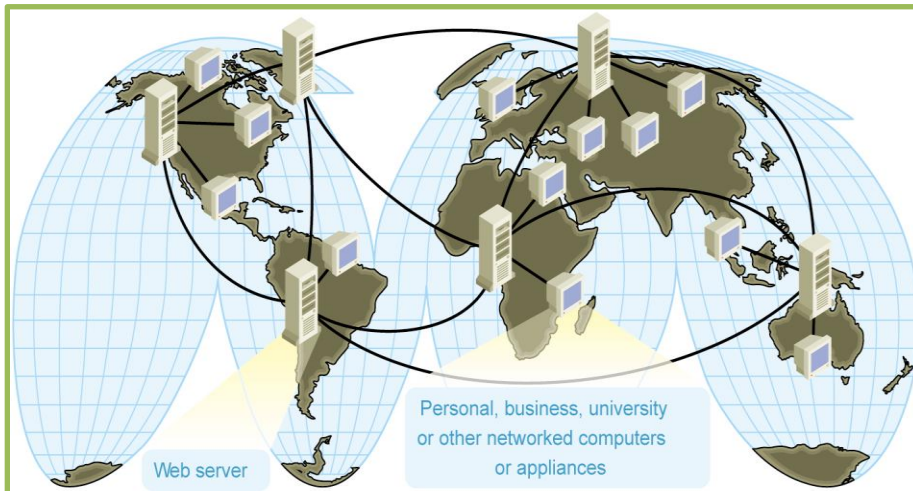 Web server
Personal, business, university
or other networked computers
or appliances